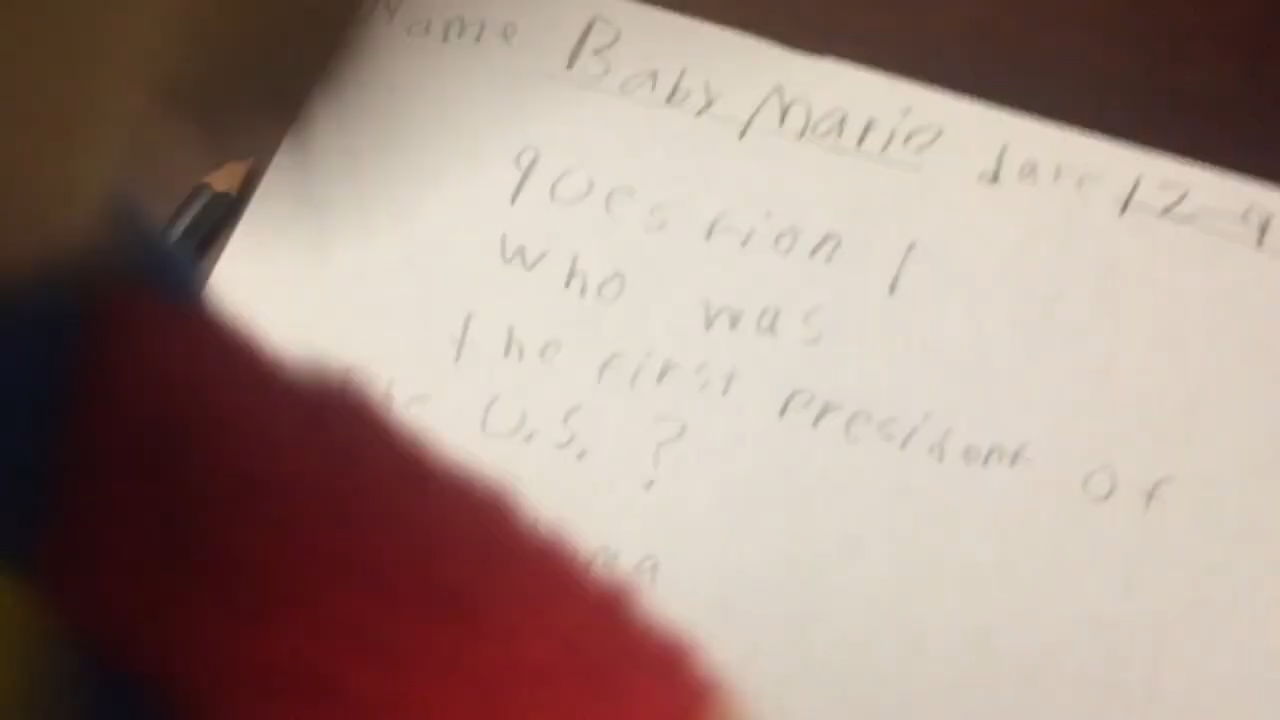 Name Baby Mario date 12-9
qoestion 1
who was
the first president of
U.S. ?